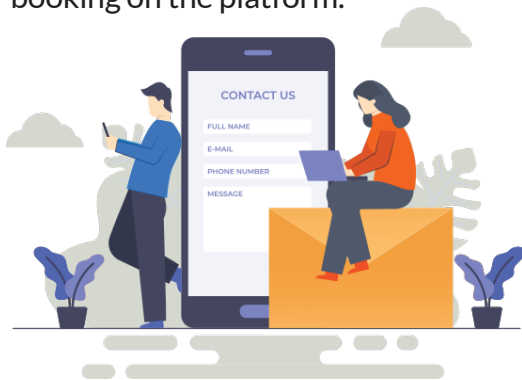 booking on the platform.
CONTACT US
FULL NAME
E-MAIL
PHONE NUMBER
MESSAGE